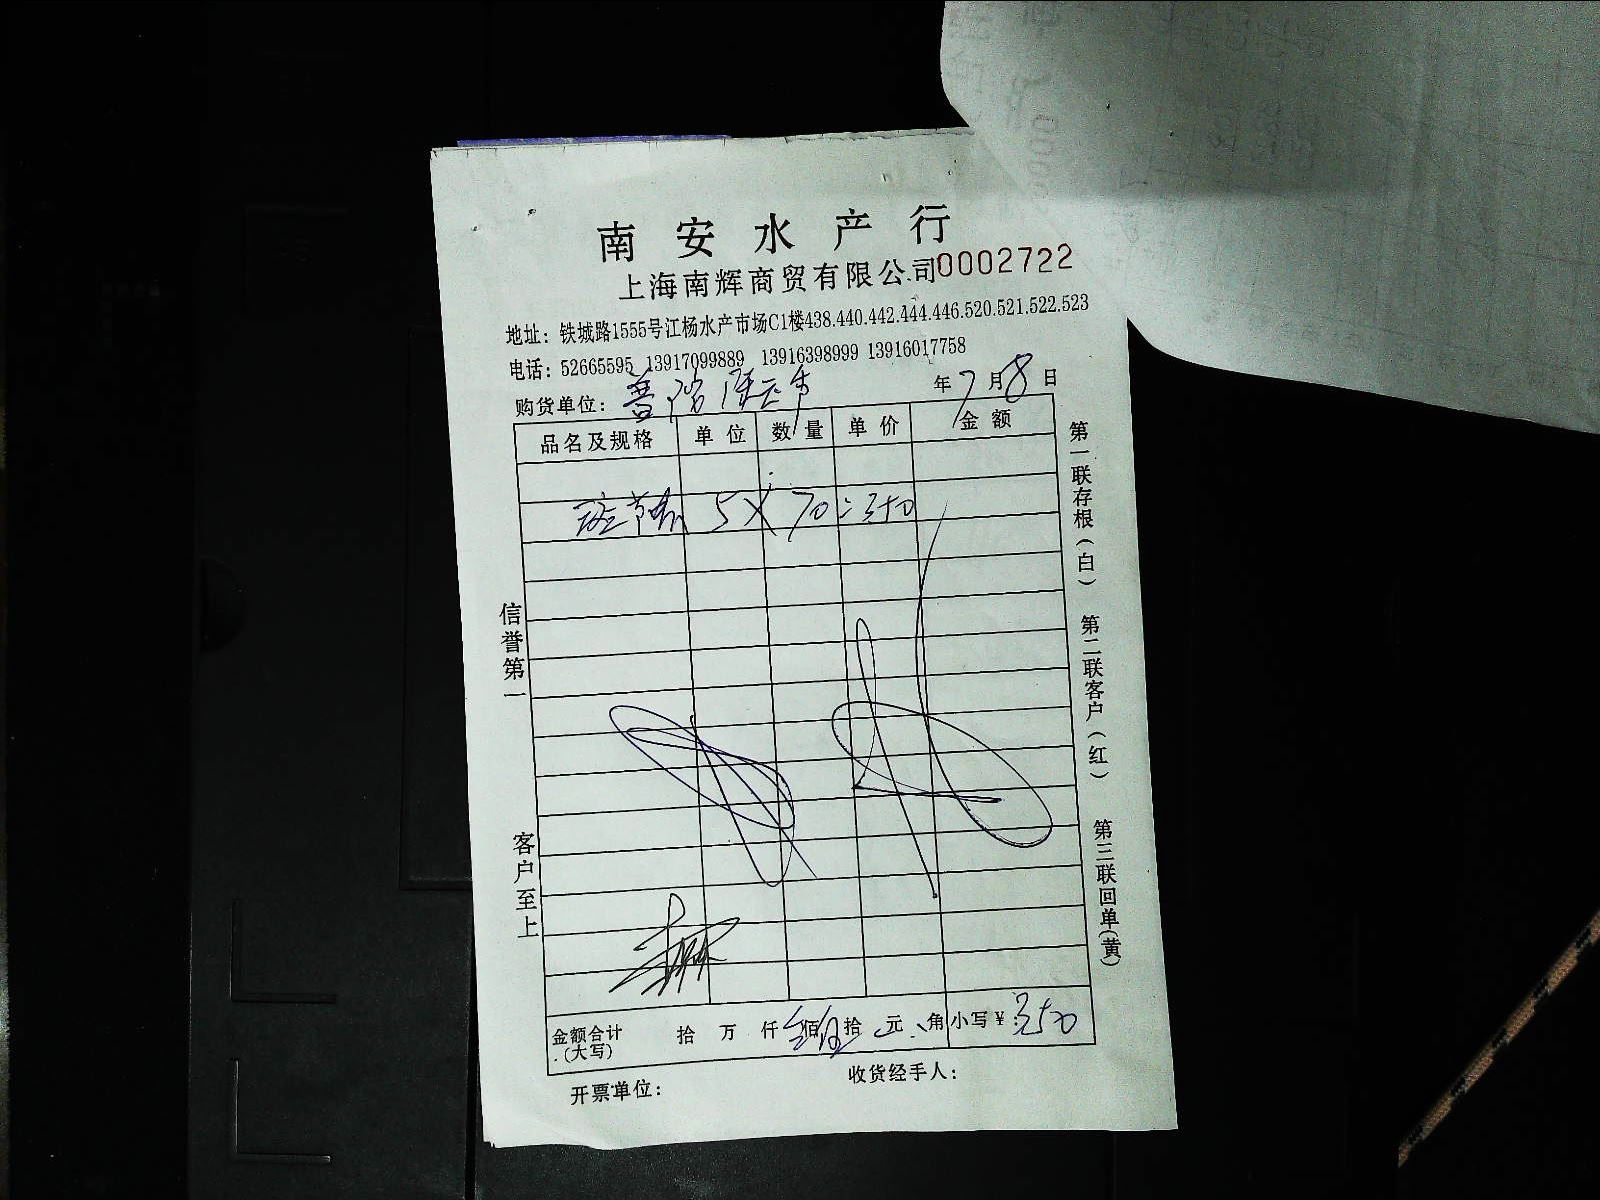 南安水产行
上海南辉商贸有限公司0002722
地址：铁城路1555号江杨水产市场C1楼438.440.442.444.446.520.521.522.523
电话：52665595 13917099889 13916398999 13916017758
购货单位：普陀 年7月8日
品名及规格 单位 数量 单价 金额
斑节 5 X 70 = 350
信誉第一
客户至上
第一联存根（白）
第二联客户（红）
第三联回单（黄）
金额合计（大写） 拾 万 仟 叁佰伍拾 元 角 小写￥：350
开票单位： 收货经手人：